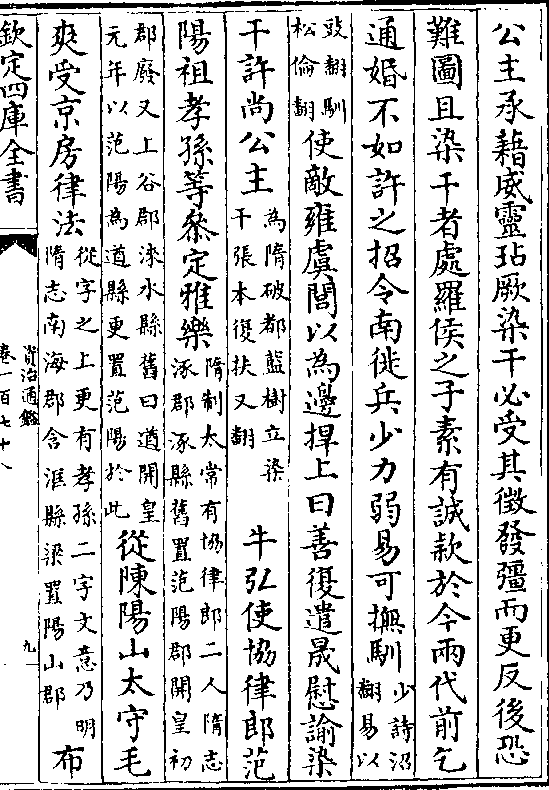 公主承藉威靈玷厥染干必受其徵發彊而更反後恐
難圖且染干者處羅侯之子素有誠款於今兩代前乞
通婚不如許之招令南徙兵少力弱易可撫馴少詩沼翻易以
豉翻馴松倫翻使敵雍虞閭以為邊捍上曰善復遣晟慰諭染
干許尚公主為隋破都藍樹立染干張本復扶又翻 牛弘使協律郎范
陽祖孝孫等叅定雅樂隋制太常有協律郎二人隋志涿郡涿縣舊置范陽郡開皇初
郡廢又上谷郡淶水縣舊曰遒開皇元年以范陽為遒縣更置范陽於此從陳陽山太守毛
爽受京房律法從字之上更有孝孫二字文意乃明隋志南海郡含洭縣梁置陽山郡布
欽定四庫全書
資治通鑑
卷一百七十八
九